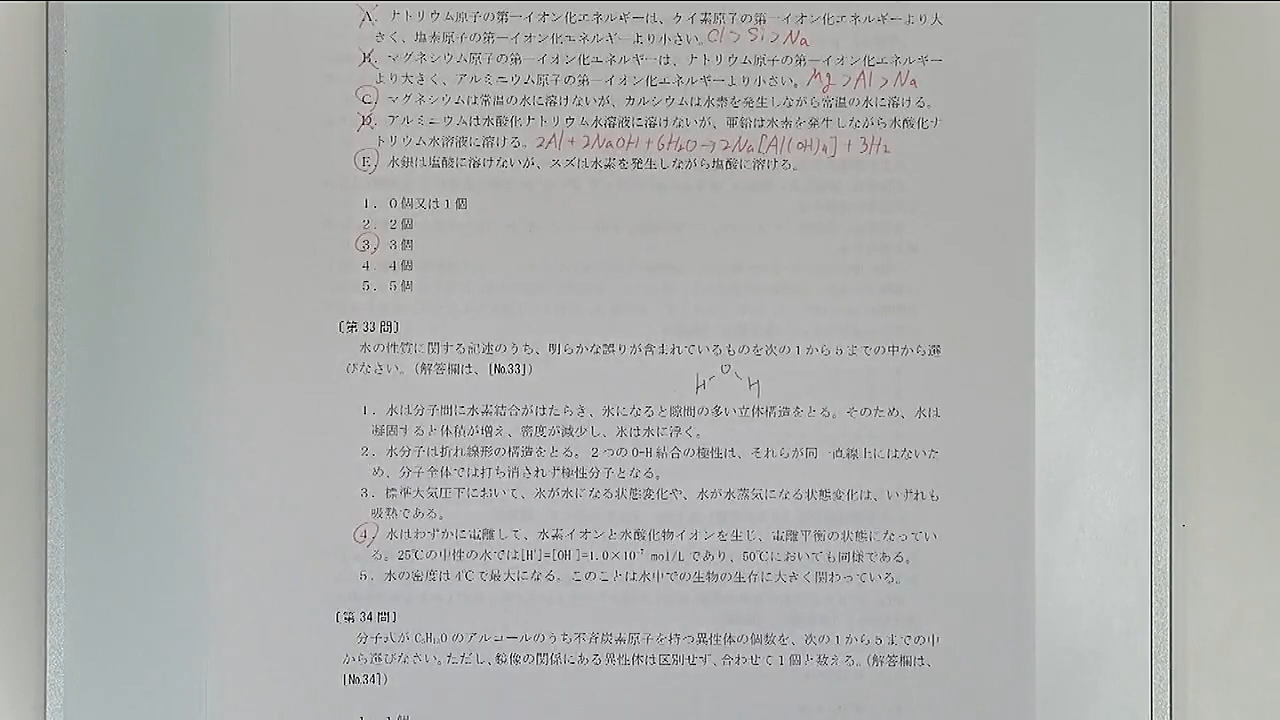 A. ナトリウム原子の第一イオン化エネルギーは、ケイ素原子の第一イオン化エネルギーより大
きく、塩素原子の第一イオン化エネルギーより小さい。Cl>Si>Na
B. マグネシウム原子の第一イオン化エネルギーは、ナトリウム原子の第一イオン化エネルギー
より大きく、アルミニウム原子の第一イオン化エネルギーより小さい。Mg>Al>Na
C. マグネシウムは常温の水に溶けないが、カルシウムは水素を発生しながら常温の水に溶ける。
D. アルミニウムは水酸化ナトリウム水溶液に溶けないが、亜鉛は水素を発生しながら水酸化ナ
トリウム水溶液に溶ける。2Al+2NaOH+6H2O→2Na[Al(OH)4]+3H2
E. 水銀は塩酸に溶けないが、スズは水素を発生しながら塩酸に溶ける。
1. 0個又は1個
2. 2個
3. 3個
4. 4個
5. 5個
〔第33問〕
水の性質に関する記述のうち、明らかな誤りが含まれているものを次の1から5までの中から選
びなさい。(解答欄は、[No.33])
O
H H
1. 水は分子間に水素結合がはたらき、氷になると隙間の多い立体構造をとる。そのため、水は
凝固すると体積が増え、密度が減少し、氷は水に浮く。
2. 水分子は折れ線形の構造をとる。2つのO-H結合の極性は、それらが同一直線上にはないた
め、分子全体では打ち消されず極性分子となる。
3. 標準大気圧下において、氷が水になる状態変化や、水が水蒸気になる状態変化は、いずれも
吸熱である。
4. 水はわずかに電離して、水素イオンと水酸化物イオンを生じ、電離平衡の状態になってい
る。25℃の中性の水では[H⁺]=[OH⁻]=1.0×10⁻⁷ mol/Lであり、50℃においても同様である。
5. 水の密度は4℃で最大になる。このことは水中での生物の生存に大きく関わっている。
〔第34問〕
分子式が のアルコールのうち不斉炭素原子を持つ異性体の個数を、次の1から5までの中
から選びなさい。ただし、鏡像の関係にある異性体は区別せず、合わせて1個と数える。(解答欄は、
[No.34])
1. 1個